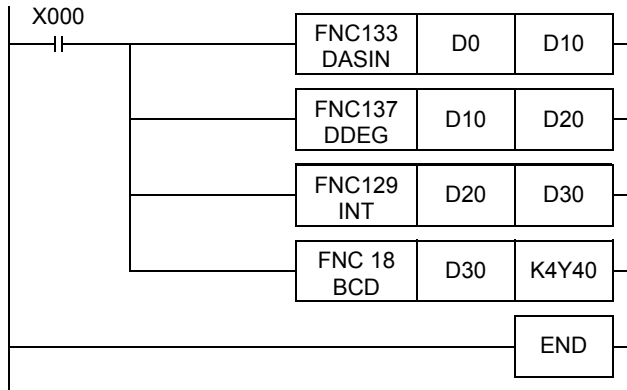 X000
FNC133
DASIN
D0
D10
FNC137
DDEG
D10
D20
FNC129
INT
D20
D30
FNC 18
BCD
D30
K4Y40
END